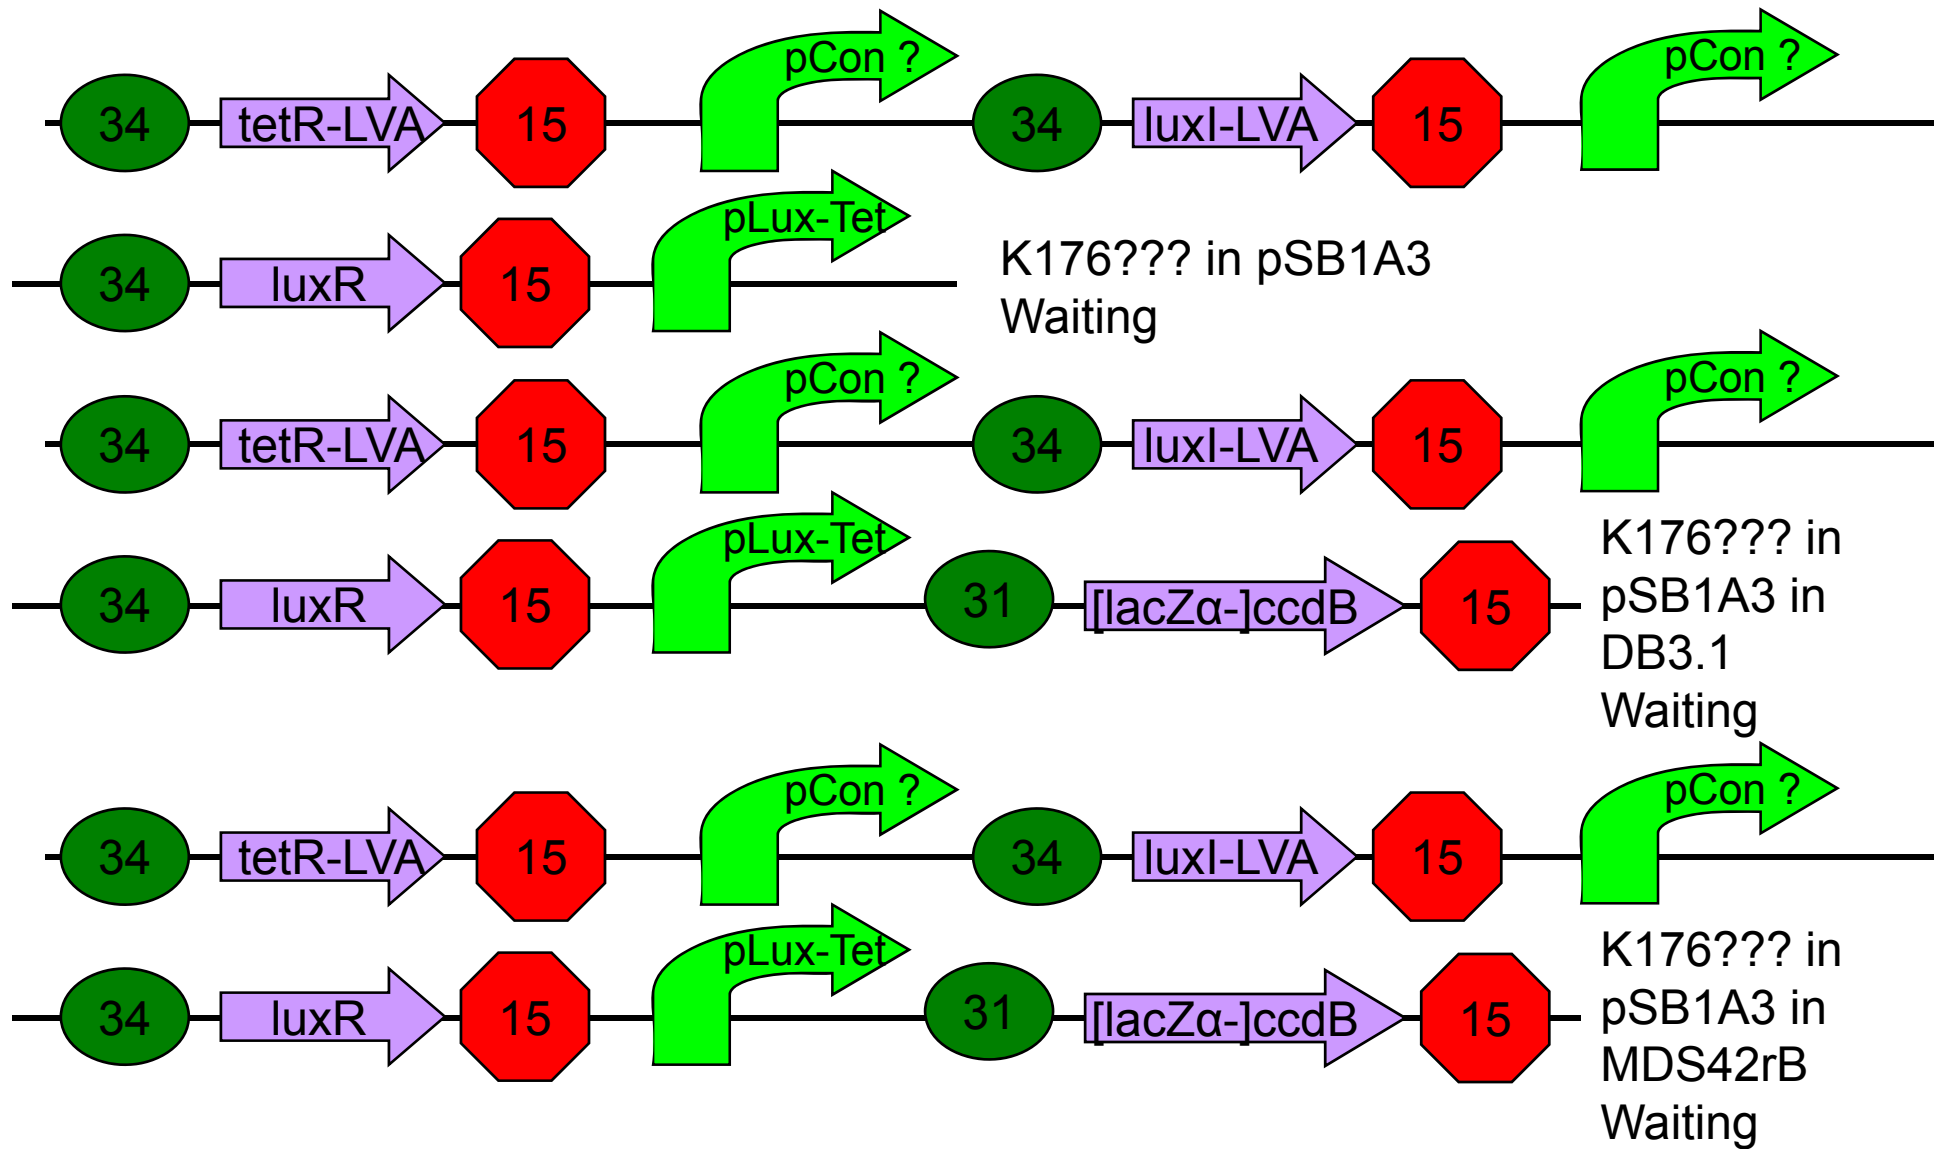 34 tetR-LVA 15 pCon ? 34 luxI-LVA 15 pCon ?
34 luxR 15 pLux-Tet
K176??? in pSB1A3
Waiting
34 tetR-LVA 15 pCon ? 34 luxI-LVA 15 pCon ?
34 luxR 15 pLux-Tet 31 [lacZα-]ccdB 15
K176??? in
pSB1A3 in
DB3.1
Waiting
34 tetR-LVA 15 pCon ? 34 luxI-LVA 15 pCon ?
34 luxR 15 pLux-Tet 31 [lacZα-]ccdB 15
K176??? in
pSB1A3 in
MDS42rB
Waiting